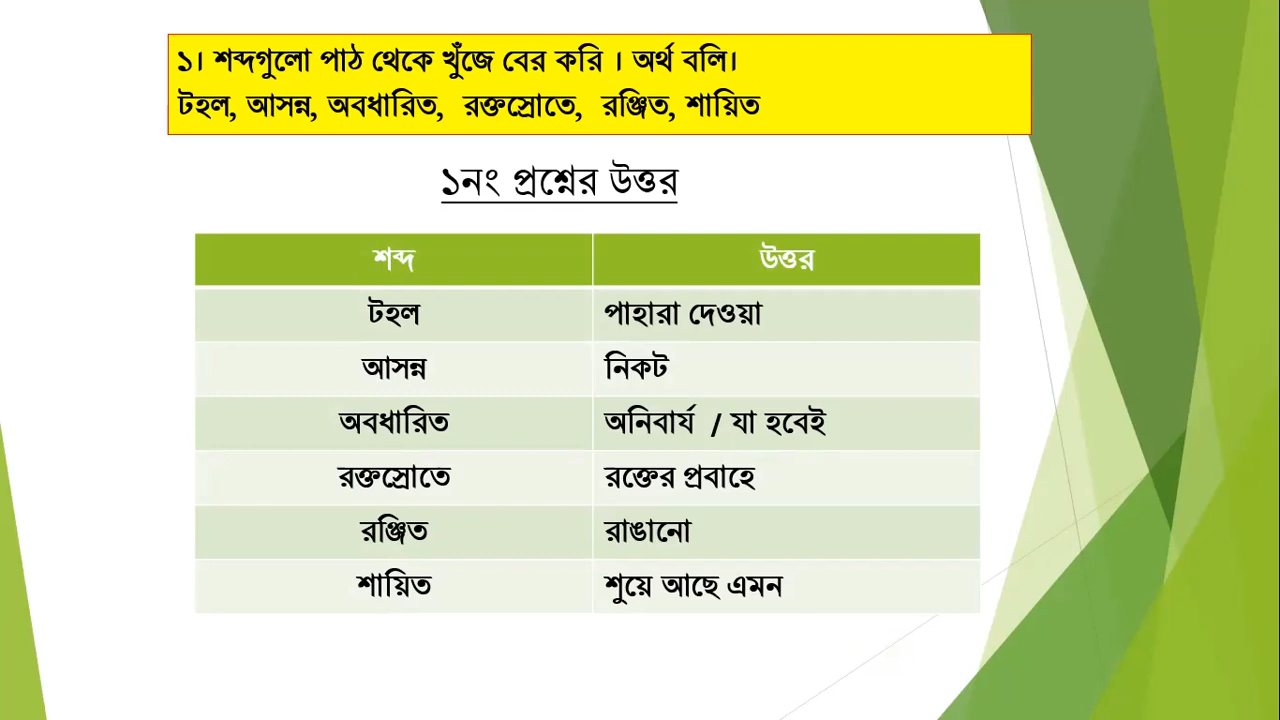 ১। শব্দগুলো পাঠ থেকে খুঁজে বের করি । অর্থ বলি।
টহল, আসন্ন, অবধারিত, রক্তস্রোতে, রঞ্জিত, শায়িত
১নং প্রশ্নের উত্তর
শব্দ উত্তর
টহল পাহারা দেওয়া
আসন্ন নিকট
অবধারিত অনিবার্য / যা হবেই
রক্তস্রোতে রক্তের প্রবাহে
রঞ্জিত রাঙানো
শায়িত শুয়ে আছে এমন